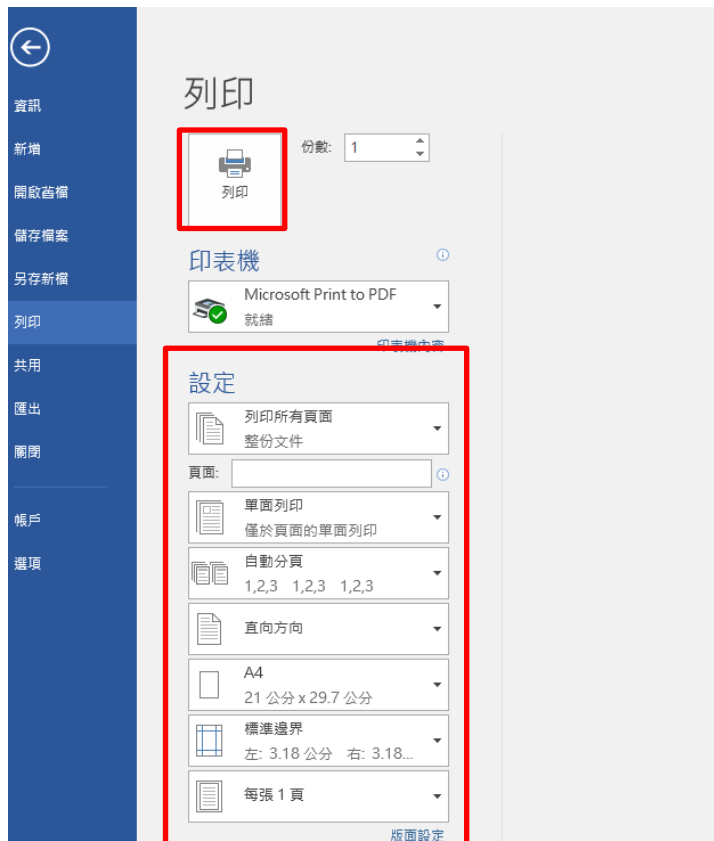 資訊
新增
開啟舊檔
儲存檔案
另存新檔
列印
共用
匯出
關閉
帳戶
選項
列印
列印
份數: 1
印表機
Microsoft Print to PDF
就緒
印表機內容
設定
列印所有頁面
整份文件
頁面:
單面列印
僅於頁面的單面列印
自動分頁
1,2,3 1,2,3 1,2,3
直向方向
A4
21 公分 x 29.7 公分
標準邊界
左: 3.18 公分 右: 3.18...
每張 1 頁
版面設定